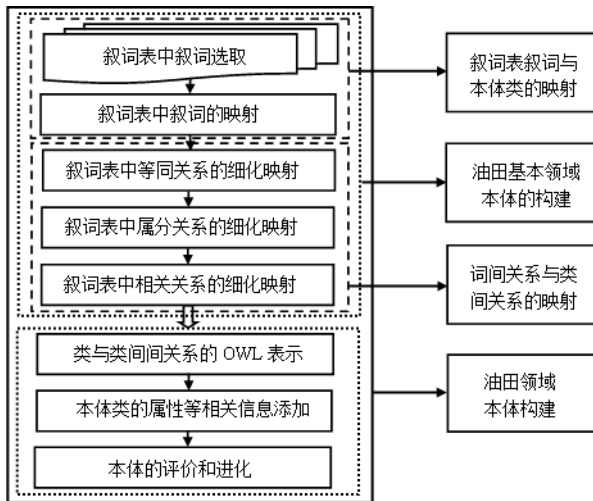 叙词表中叙词选取
叙词表中叙词的映射
叙词表中等同关系的细化映射
叙词表中属分关系的细化映射
叙词表中相关关系的细化映射
类与类间间关系的 OWL 表示
本体类的属性等相关信息添加
本体的评价和进化
叙词表叙词与
本体类的映射
油田基本领域
本体的构建
词间关系与类
间关系的映射
油田领域
本体构建